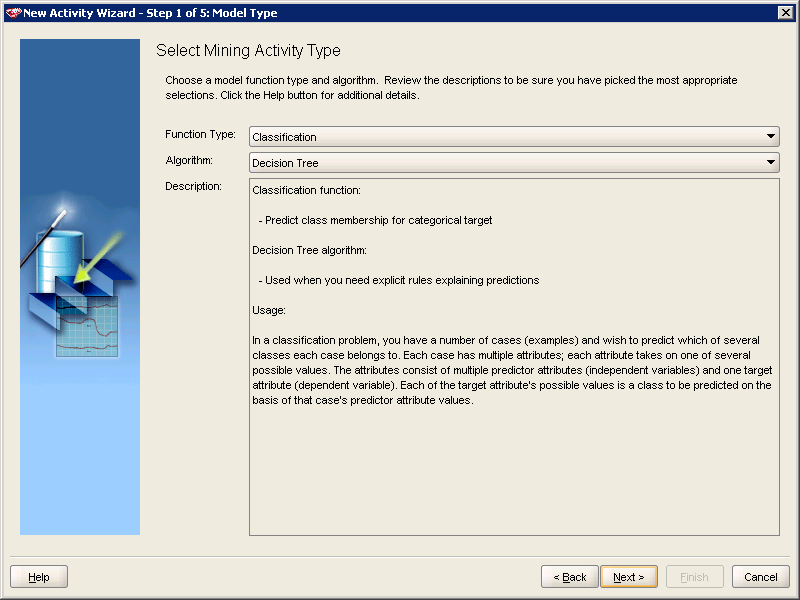 New Activity Wizard - Step 1 of 5: Model Type
Select Mining Activity Type
Choose a model function type and algorithm.  Review the descriptions to be sure you have picked the most appropriate
selections. Click the Help button for additional details.
Function Type:
Classification
Algorithm:
Decision Tree
Description:
Classification function:
- Predict class membership for categorical target
Decision Tree algorithm:
- Used when you need explicit rules explaining predictions
Usage:
In a classification problem, you have a number of cases (examples) and wish to predict which of several
classes each case belongs to. Each case has multiple attributes; each attribute takes on one of several
possible values. The attributes consist of multiple predictor attributes (independent variables) and one target
attribute (dependent variable). Each of the target attribute's possible values is a class to be predicted on the
basis of that case's predictor attribute values.
Help
< Back
Next >
Finish
Cancel